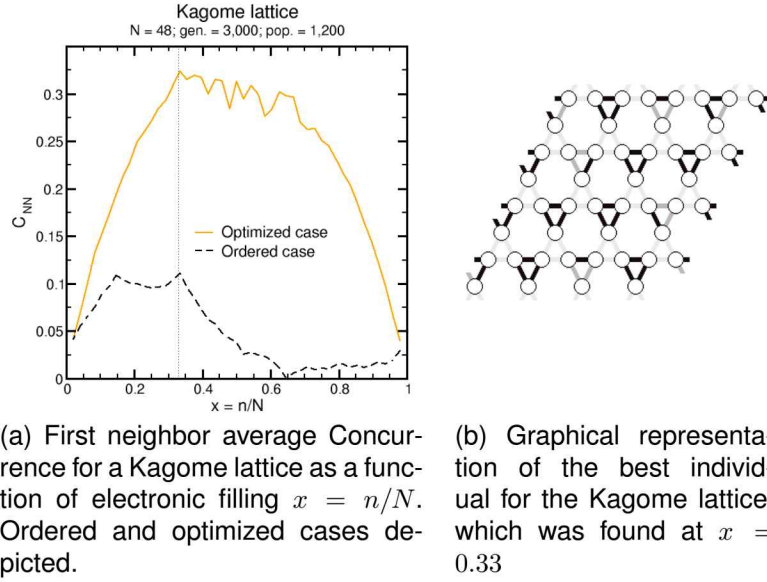 Kagome lattice
N = 48; gen. = 3,000; pop. = 1,200
0.3
0.25
0.2
0.15
0.1
0.05
0
C_NN
Optimized case
Ordered case
0 0.2 0.4 0.6 0.8 1
x = n/N
(a) First neighbor average Concur-
rence for a Kagome lattice as a func-
tion of electronic filling x = n/N.
Ordered and optimized cases de-
picted.
(b) Graphical representa
tion of the best individ
ual for the Kagome lattice
which was found at x =
0.33